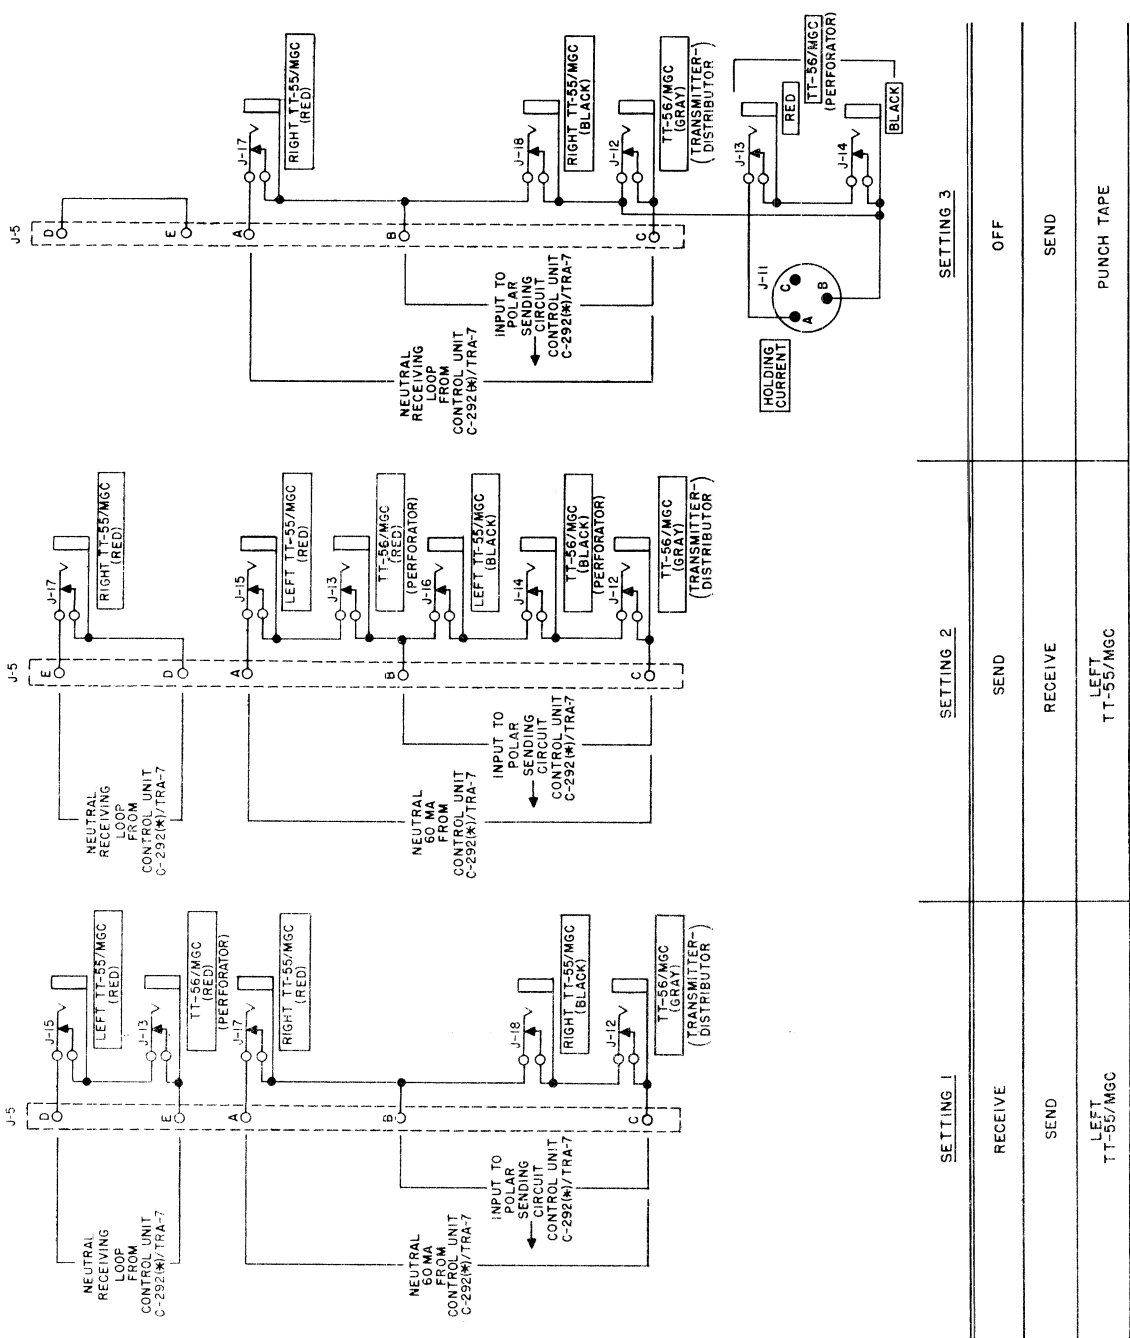 J-5
D
E
A
B
C
J-15
LEFT TT-55/MGC
(RED)
J-13
TT-56/MGC
(RED)
(PERFORATOR)
J-17
RIGHT TT-55/MGC
(RED)
J-18
RIGHT TT-55/MGC
(BLACK)
J-12
TT-56/MGC
(GRAY)
(TRANSMITTER-
DISTRIBUTOR)
NEUTRAL
RECEIVING
LOOP
FROM
CONTROL UNIT
C-292(*)/TRA-7
NEUTRAL
60 MA
FROM
CONTROL UNIT
C-292(*)/TRA-7
INPUT TO
POLAR
SENDING
CIRCUIT
CONTROL UNIT
C-292(*)/TRA-7
J-5
E
D
A
B
C
J-17
RIGHT TT-55/MGC
(RED)
J-15
LEFT TT-55/MGC
(RED)
J-13
TT-56/MGC
(RED)
(PERFORATOR)
J-16
LEFT TT-55/MGC
(BLACK)
J-14
TT-56/MGC
(BLACK)
(PERFORATOR)
J-12
TT-56/MGC
(GRAY)
(TRANSMITTER-
DISTRIBUTOR)
NEUTRAL
RECEIVING
LOOP
FROM
CONTROL UNIT
C-292(*)/TRA-7
NEUTRAL
60 MA
FROM
CONTROL UNIT
C-292(*)/TRA-7
INPUT TO
POLAR
SENDING
CIRCUIT
CONTROL UNIT
C-292(*)/TRA-7
J-5
D
E
A
B
C
J-17
RIGHT TT-55/MGC
(RED)
J-18
RIGHT TT-55/MGC
(BLACK)
J-12
TT-56/MGC
(GRAY)
(TRANSMITTER-
DISTRIBUTOR)
J-13
RED
TT-56/MGC
(PERFORATOR)
J-14
BLACK
NEUTRAL
RECEIVING
LOOP
FROM
CONTROL UNIT
C-292(*)/TRA-7
INPUT TO
POLAR
SENDING
CIRCUIT
CONTROL UNIT
C-292(*)/TRA-7
J-11
A
B
C
HOLDING
CURRENT
SETTING 1
SETTING 2
SETTING 3
RECEIVE
SEND
OFF
SEND
RECEIVE
SEND
LEFT
TT-55/MGC
LEFT
TT-55/MGC
PUNCH TAPE